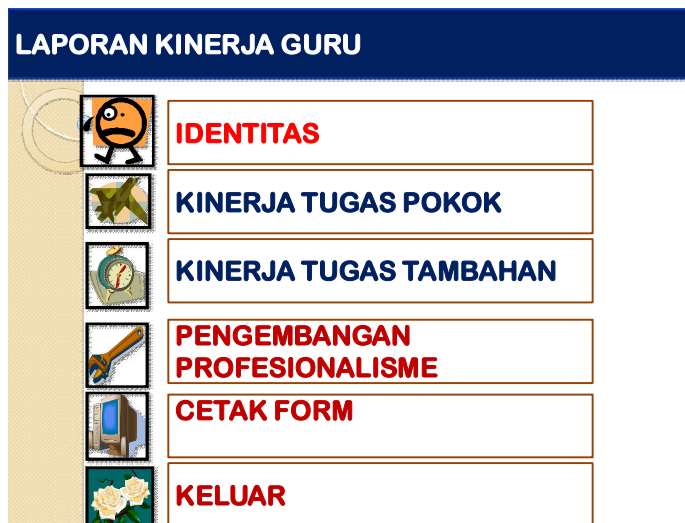 LAPORAN KINERJA GURU
IDENTITAS
KINERJA TUGAS POKOK
KINERJA TUGAS TAMBAHAN
PENGEMBANGAN
PROFESIONALISME
CETAK FORM
KELUAR